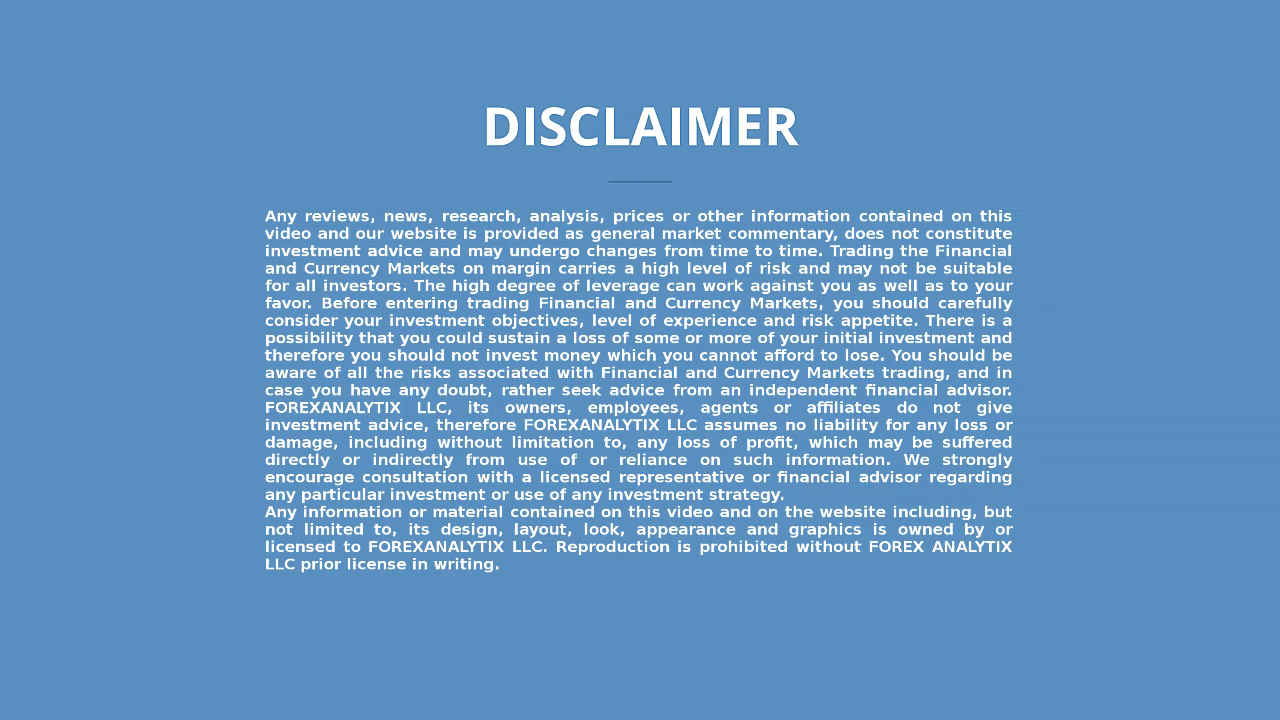 DISCLAIMER
Any reviews, news, research, analysis, prices or other information contained on this
video and our website is provided as general market commentary, does not constitute
investment advice and may undergo changes from time to time. Trading the Financial
and Currency Markets on margin carries a high level of risk and may not be suitable
for all investors. The high degree of leverage can work against you as well as to your
favor. Before entering trading Financial and Currency Markets, you should carefully
consider your investment objectives, level of experience and risk appetite. There is a
possibility that you could sustain a loss of some or more of your initial investment and
therefore you should not invest money which you cannot afford to lose. You should be
aware of all the risks associated with Financial and Currency Markets trading, and in
case you have any doubt, rather seek advice from an independent financial advisor.
FOREXANALYTIX LLC, its owners, employees, agents or affiliates do not give
investment advice, therefore FOREXANALYTIX LLC assumes no liability for any loss or
damage, including without limitation to, any loss of profit, which may be suffered
directly or indirectly from use of or reliance on such information. We strongly
encourage consultation with a licensed representative or financial advisor regarding
any particular investment or use of any investment strategy.
Any information or material contained on this video and on the website including, but
not limited to, its design, layout, look, appearance and graphics is owned by or
licensed to FOREXANALYTIX LLC. Reproduction is prohibited without FOREX ANALYTIX
LLC prior license in writing.